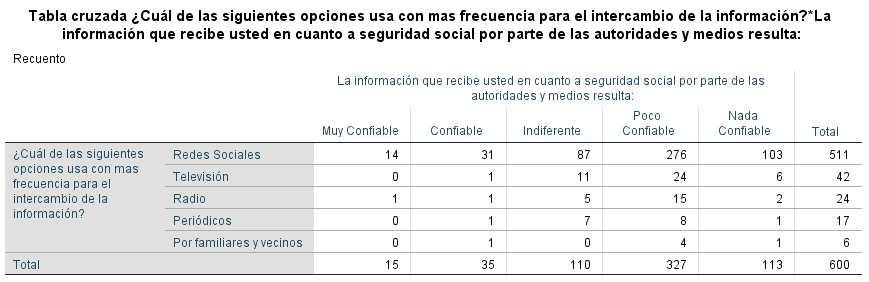 Tabla cruzada ¿Cuál de las siguientes opciones usa con mas frecuencia para el intercambio de la información?*La
información que recibe usted en cuanto a seguridad social por parte de las autoridades y medios resulta:
Recuento
La información que recibe usted en cuanto a seguridad social por parte de las
autoridades y medios resulta:
Muy Confiable Confiable Indiferente Poco Confiable Nada Confiable Total
¿Cuál de las siguientes
opciones usa con mas
frecuencia para el
intercambio de la
información?
Redes Sociales 14 31 87 276 103 511
Televisión 0 1 11 24 6 42
Radio 1 1 5 15 2 24
Periódicos 0 1 7 8 1 17
Por familiares y vecinos 0 1 0 4 1 6
Total 15 35 110 327 113 600